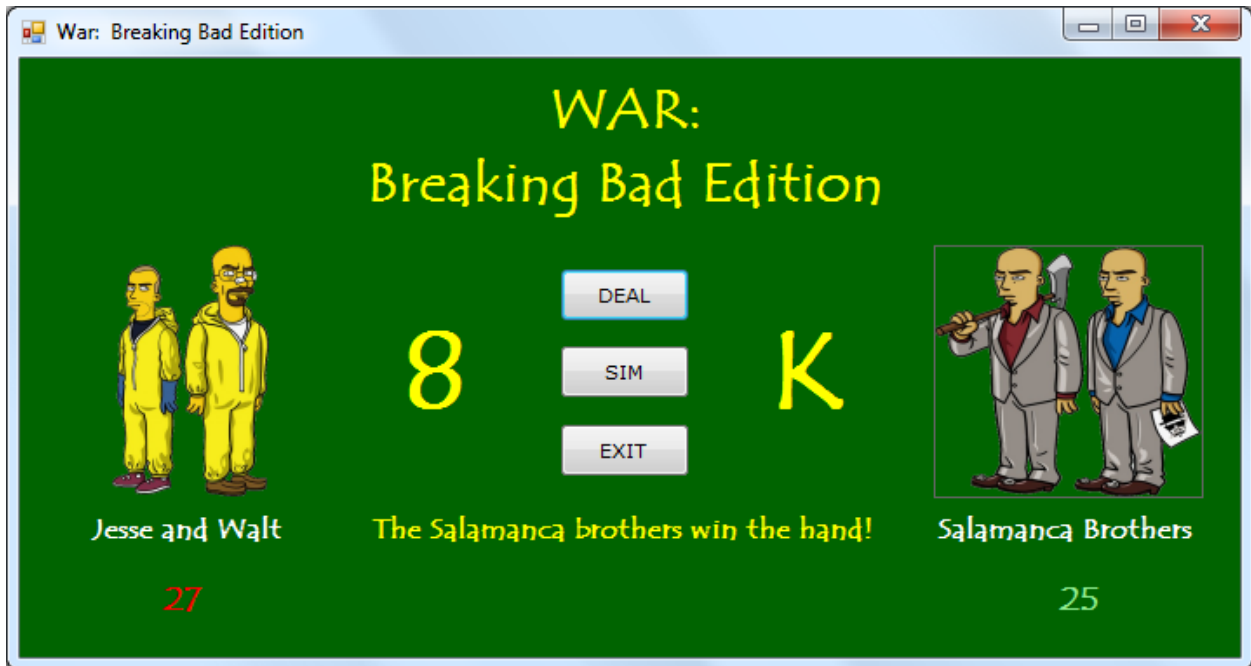 War:  Breaking Bad Edition
WAR:
Breaking Bad Edition
DEAL
8
SIM
K
EXIT
Jesse and Walt
The Salamanca brothers win the hand!
Salamanca Brothers
27
25